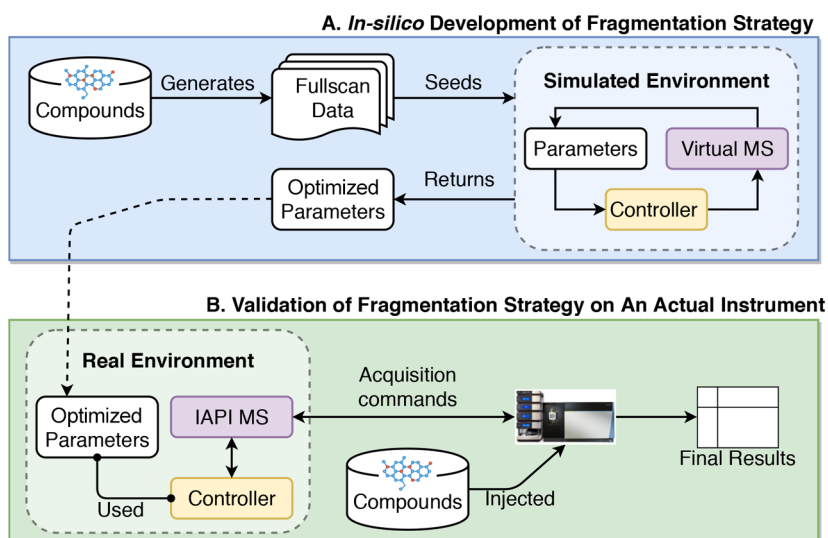 A. In-silico Development of Fragmentation Strategy
Compounds
Generates
Fullscan
Data
Seeds
Simulated Environment
Parameters
Virtual MS
Controller
Returns
Optimized
Parameters
B. Validation of Fragmentation Strategy on An Actual Instrument
Real Environment
Optimized
Parameters
IAPI MS
Controller
Used
Acquisition
commands
Compounds
Injected
Final Results